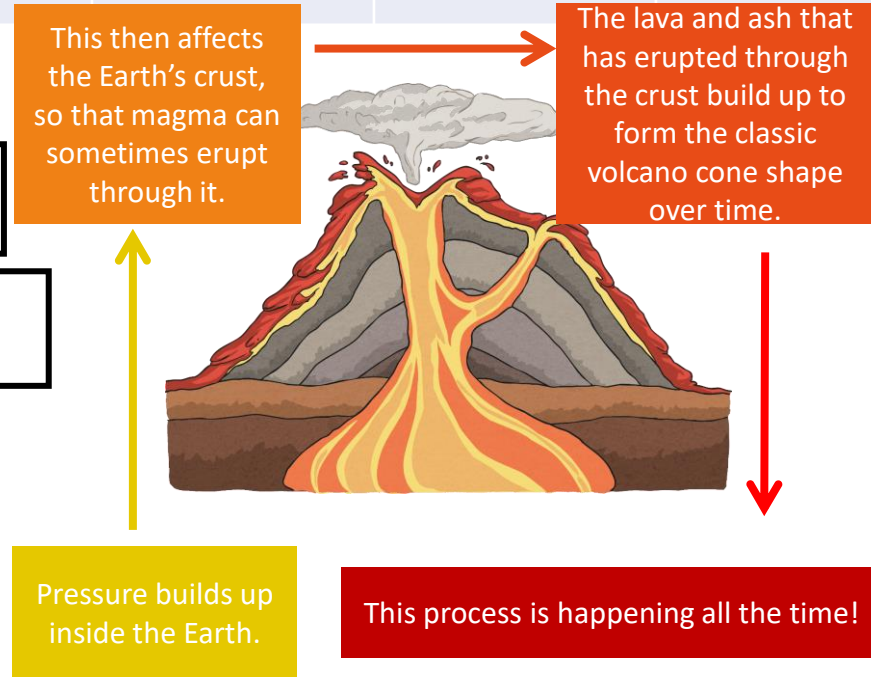 This then affects
the Earth's crust,
so that magma can
sometimes erupt
through it.
The lava and ash that
has erupted through
the crust build up to
form the classic
volcano cone shape
over time.
Pressure builds up
inside the Earth.
This process is happening all the time!